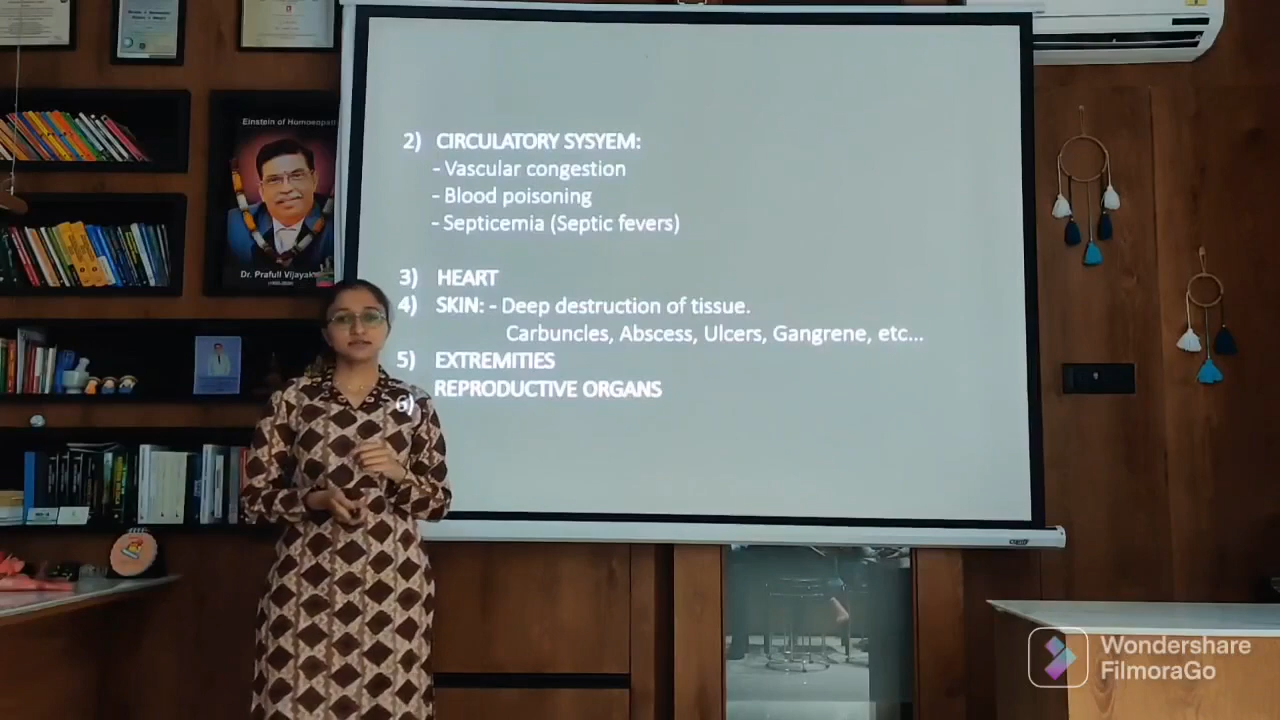 Einstein of Homoeopat
Dr. Prafull Vijayak
2) CIRCULATORY SYSYEM:
- Vascular congestion
- Blood poisoning
- Septicemia (Septic fevers)
3) HEART
4) SKIN: - Deep destruction of tissue.
Carbuncles, Abscess, Ulcers, Gangrene, etc...
5) EXTREMITIES
6) REPRODUCTIVE ORGANS
Wondershare
FilmoraGo